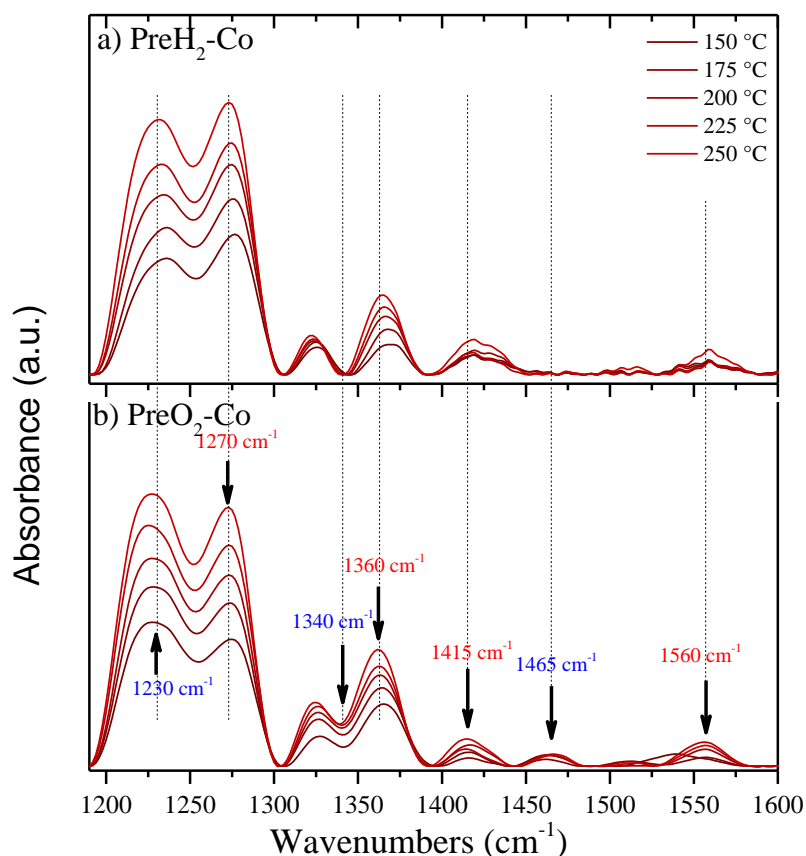 a) PreH₂-Co
150 °C
175 °C
200 °C
225 °C
250 °C
Absorbance (a.u.)
b) PreO₂-Co
1270 cm⁻¹
1360 cm⁻¹
1340 cm⁻¹
1415 cm⁻¹
1465 cm⁻¹
1560 cm⁻¹
1230 cm⁻¹
1200 1250 1300 1350 1400 1450 1500 1550 1600
Wavenumbers (cm⁻¹)